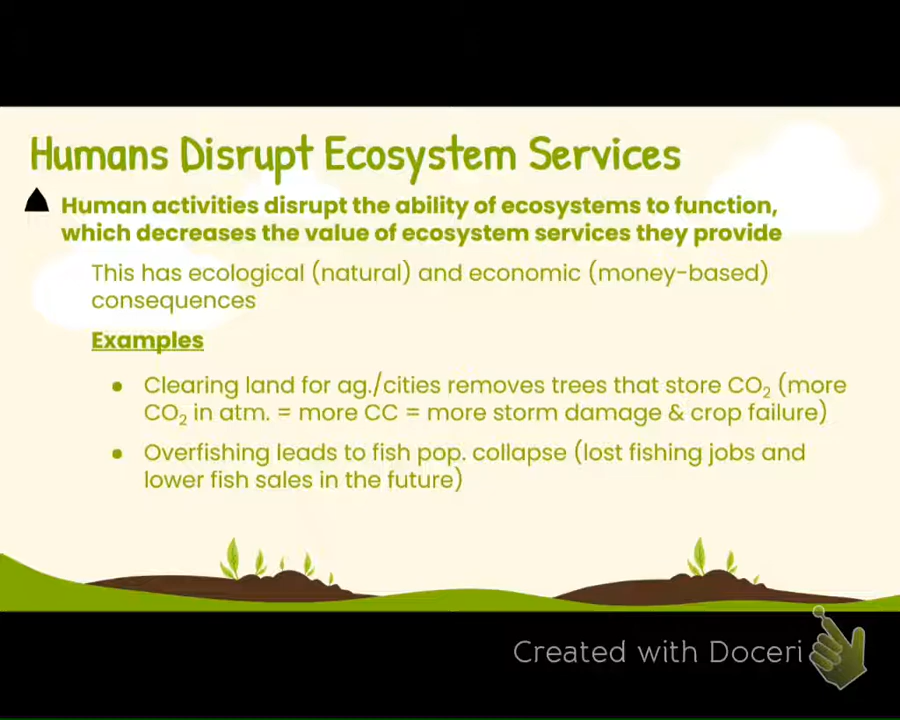 Humans Disrupt Ecosystem Services
Human activities disrupt the ability of ecosystems to function,
which decreases the value of ecosystem services they provide
This has ecological (natural) and economic (money-based)
consequences
Examples
● Clearing land for ag./cities removes trees that store CO₂ (more
CO₂ in atm. = more CC = more storm damage & crop failure)
● Overfishing leads to fish pop. collapse (lost fishing jobs and
lower fish sales in the future)
Created with Doceri